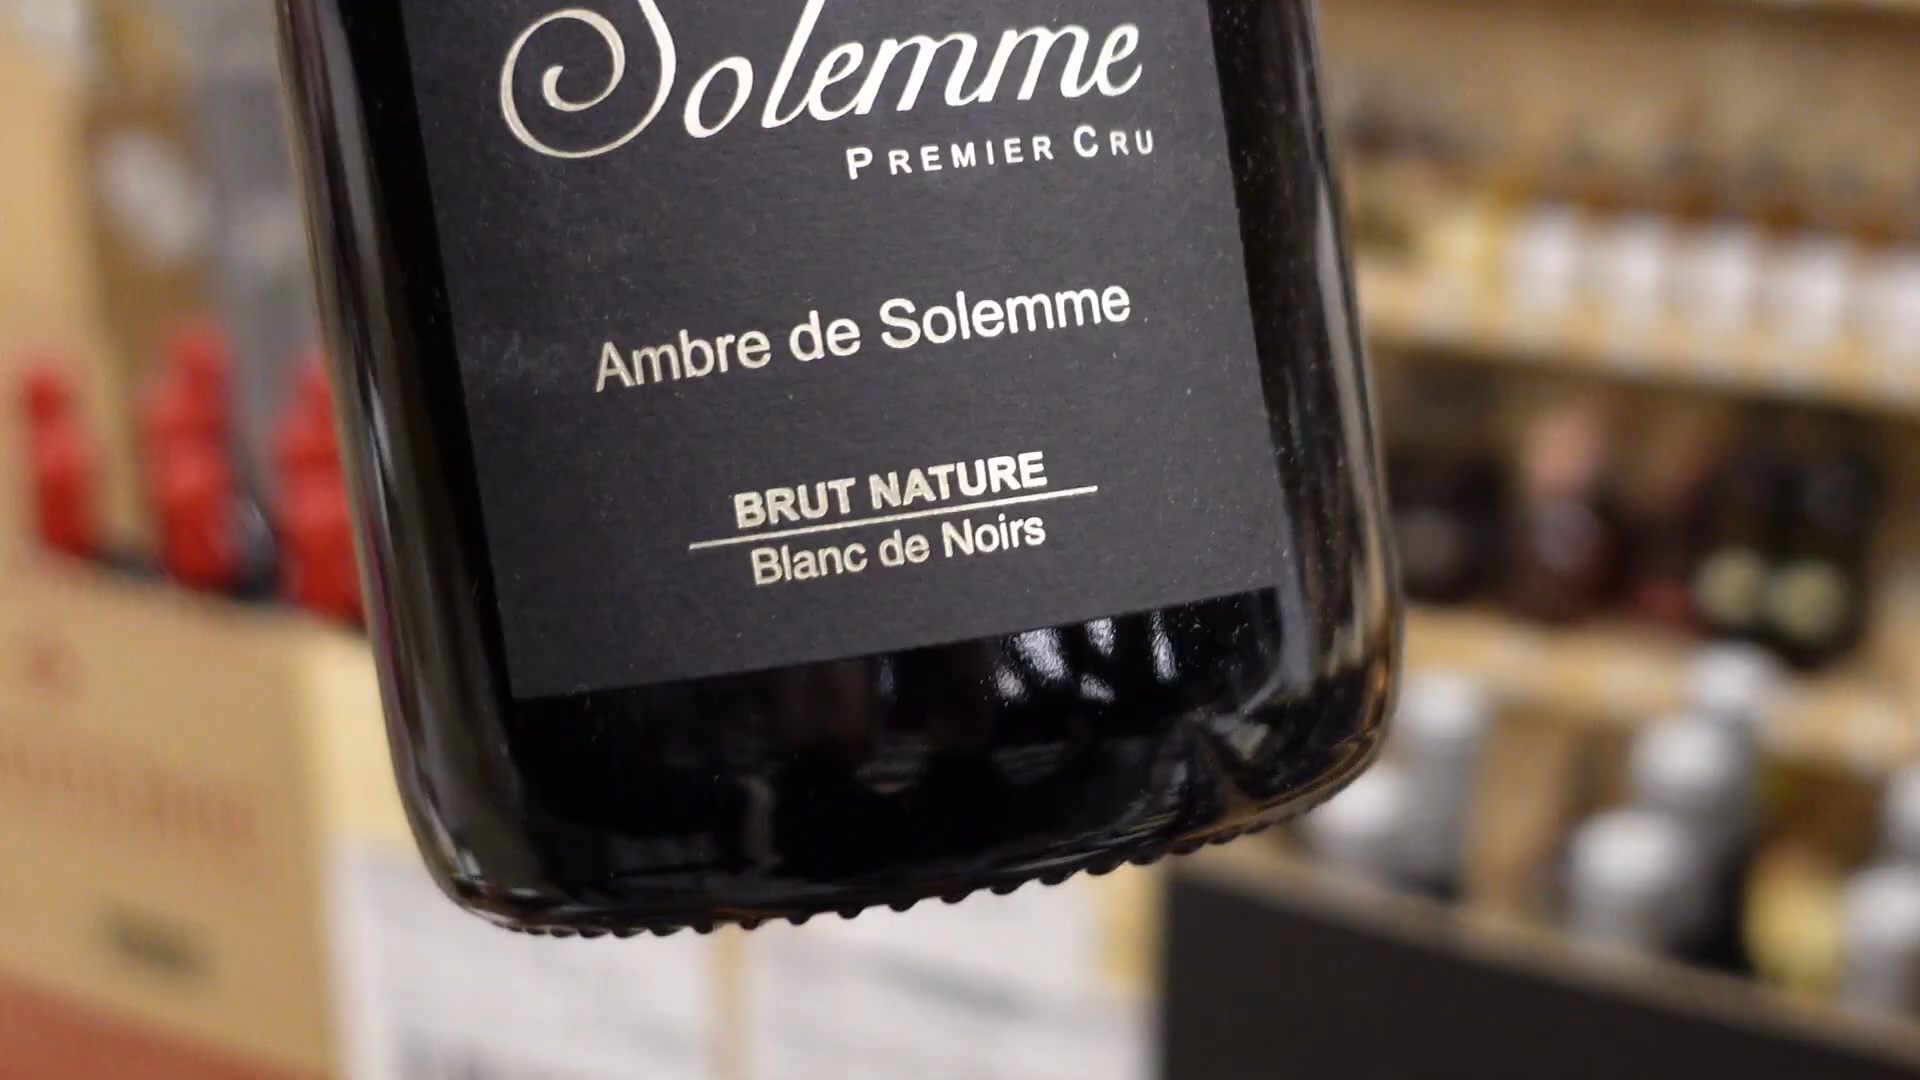 Solemme
PREMIER CRU
Ambre de Solemme
BRUT NATURE
Blanc de Noirs